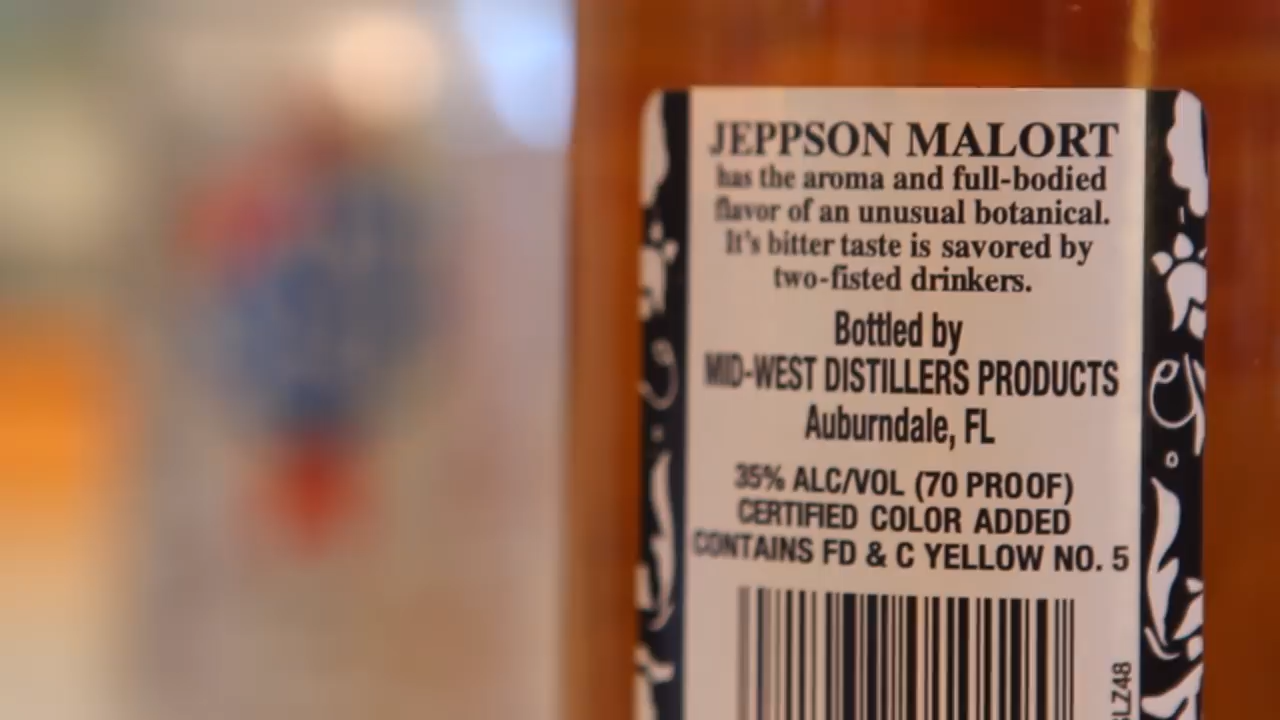 JEPPSON MALORT
has the aroma and full-bodied
flavor of an unusual botanical.
It's bitter taste is savored by
two-fisted drinkers.
Bottled by
MID-WEST DISTILLERS PRODUCTS
Auburndale, FL
35% ALC/VOL (70 PROOF)
CERTIFIED COLOR ADDED
CONTAINS FD & C YELLOW NO. 5